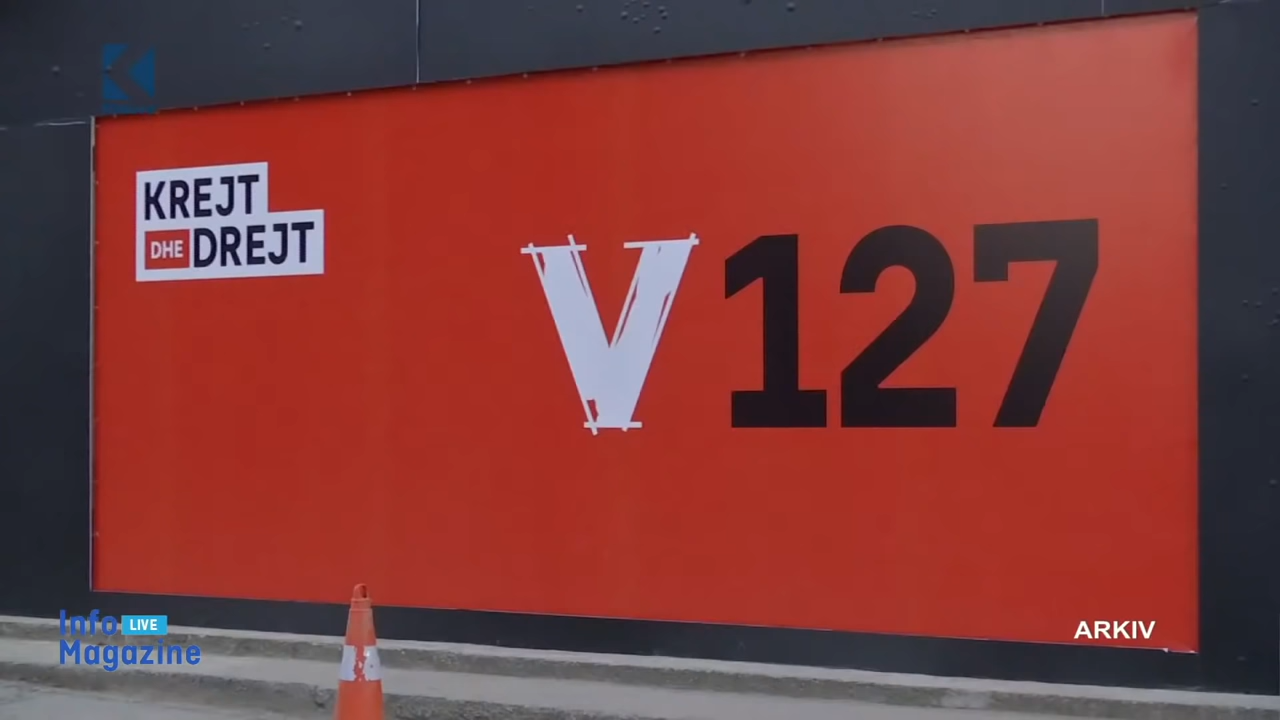 KREJT
DHE DREJT
V 127
Info LIVE
Magazine
ARKIV